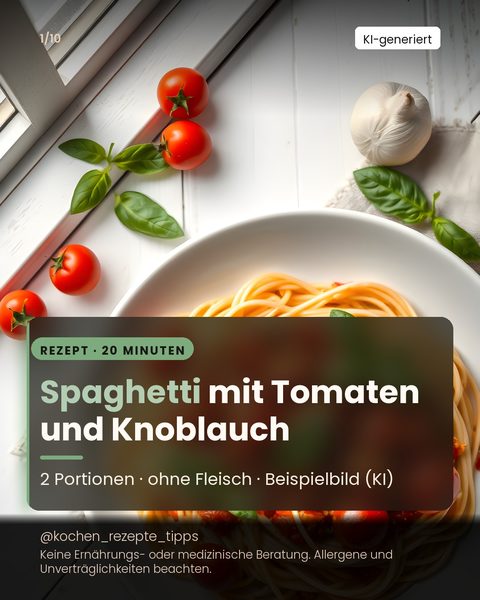 1/10
KI-generiert
REZEPT · 20 MINUTEN
Spaghetti mit Tomaten
und Knoblauch
2 Portionen · ohne Fleisch · Beispielbild (KI)
@kochen_rezepte_tipps
Keine Ernährungs- oder medizinische Beratung. Allergene und
Unverträglichkeiten beachten.